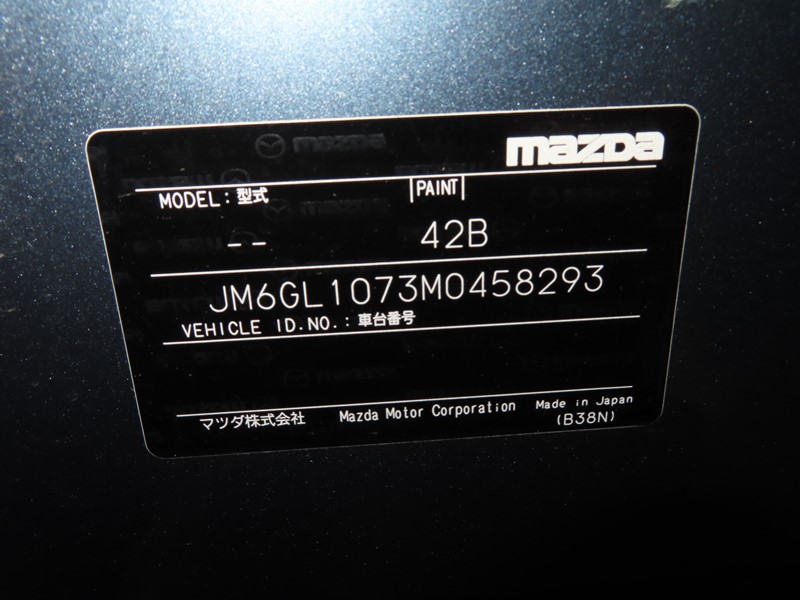 mazda
MODEL:型式
PAINT
-- 42B
JM6GL1073M0458293
VEHICLE ID.NO.:車台番号
マツダ株式会社 Mazda Motor Corporation Made in Japan
(B38N)